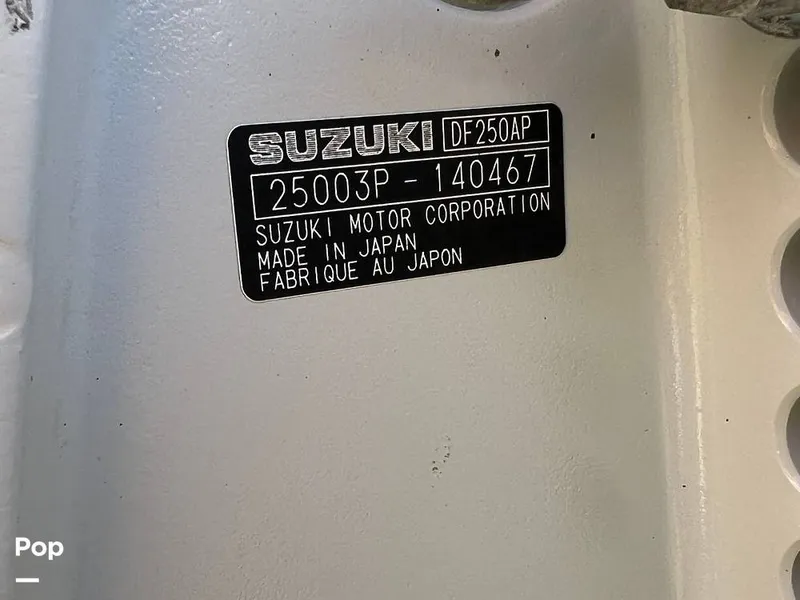 SUZUKI DF250AP
25003P - 140467
SUZUKI MOTOR CORPORATION
MADE IN JAPAN
FABRIQUE AU JAPON
Pop